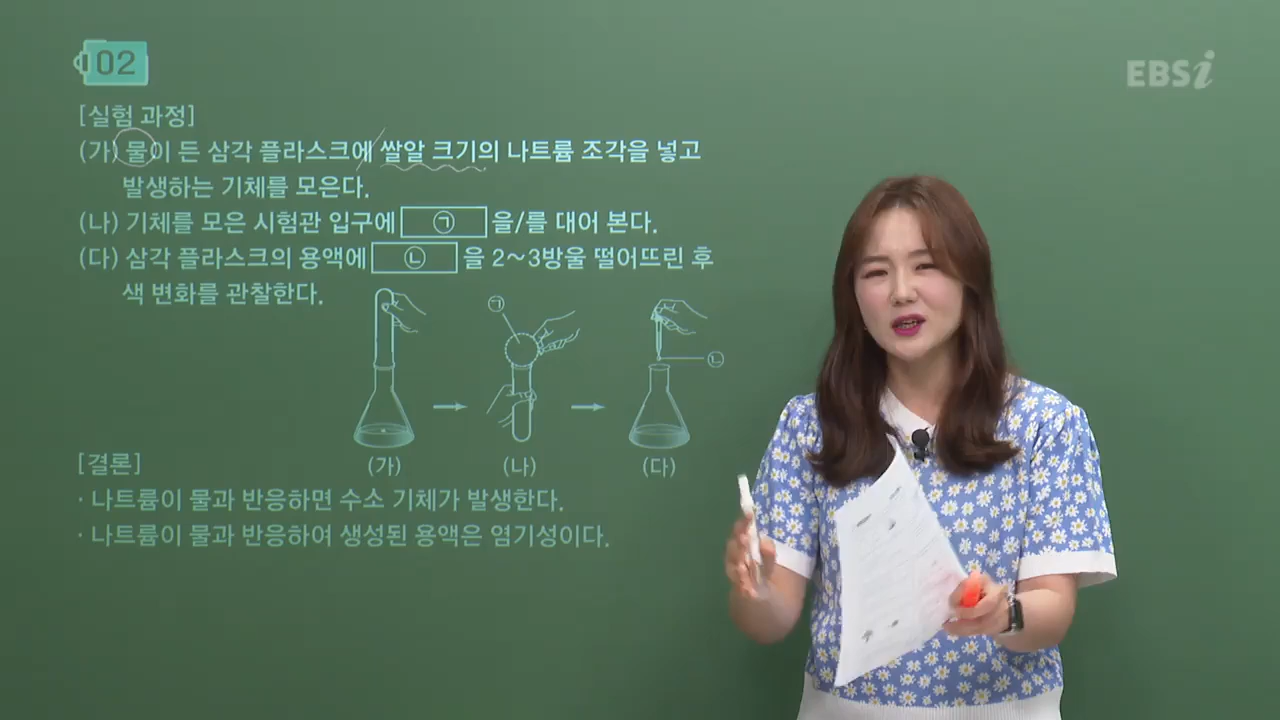 02
EBSi
[실험 과정]
(가) 물이 든 삼각 플라스크에 쌀알 크기의 나트륨 조각을 넣고
발생하는 기체를 모은다.
(나) 기체를 모은 시험관 입구에 ㉠ 을/를 대어 본다.
(다) 삼각 플라스크의 용액에 ㉡ 을 2~3방울 떨어뜨린 후
색 변화를 관찰한다.
㉠
㉡
(가) (나) (다)
[결론]
· 나트륨이 물과 반응하면 수소 기체가 발생한다.
· 나트륨이 물과 반응하여 생성된 용액은 염기성이다.